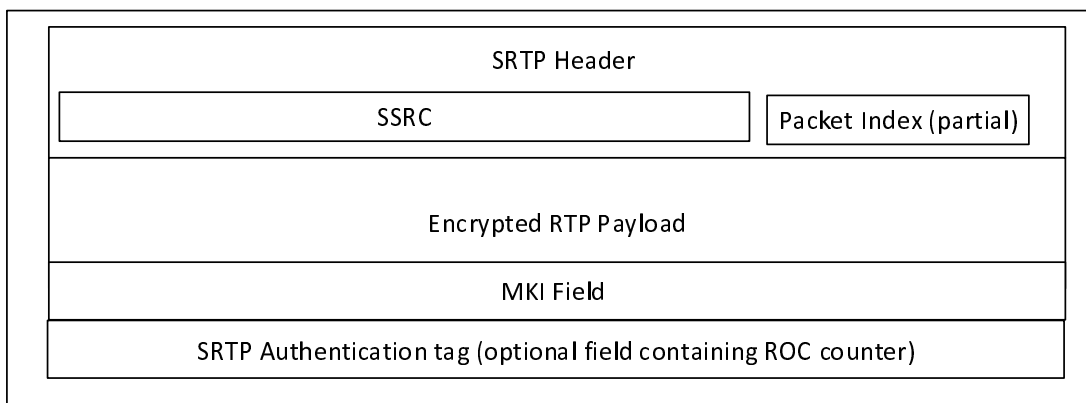 SRTP Header
SSRC
Packet Index (partial)
Encrypted RTP Payload
MKI Field
SRTP Authentication tag (optional field containing ROC counter)